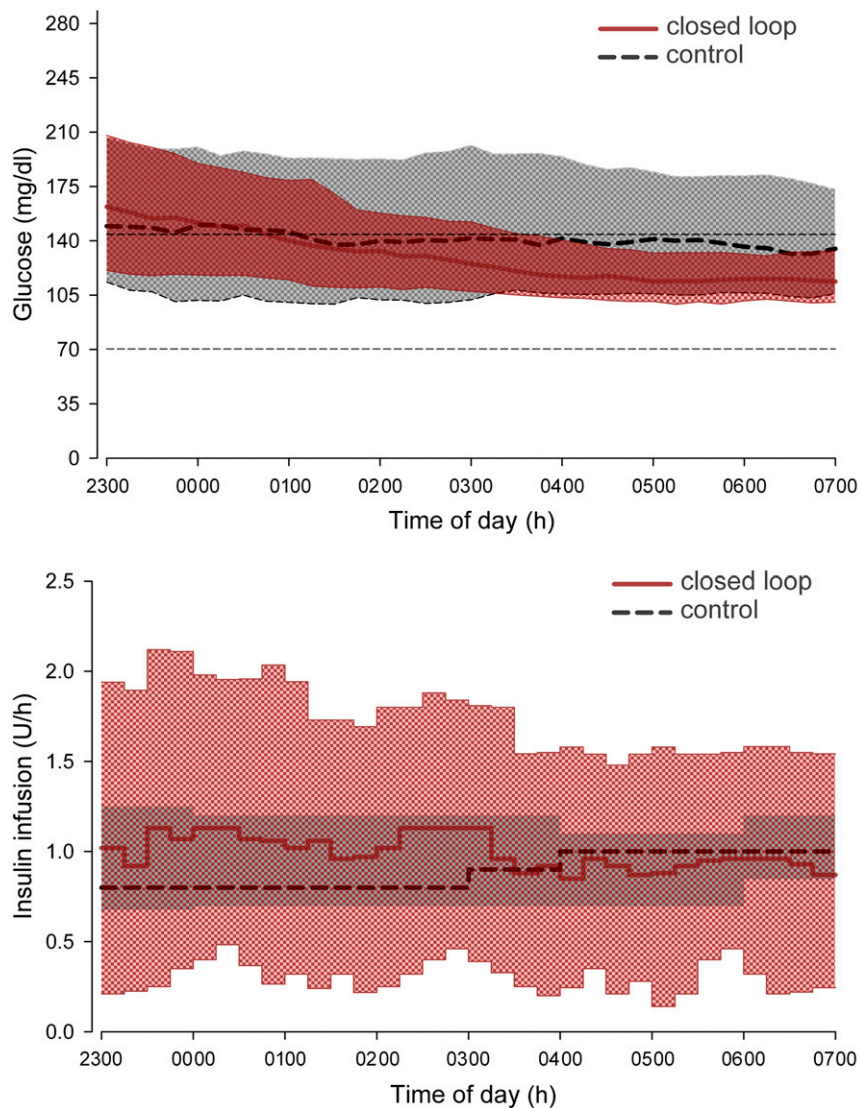 closed loop
control
Glucose (mg/dl)
280
245
210
175
140
105
70
35
0
2300 0000 0100 0200 0300 0400 0500 0600 0700
Time of day (h)
closed loop
control
Insulin infusion (U/h)
2.5
2.0
1.5
1.0
0.5
0.0
2300 0000 0100 0200 0300 0400 0500 0600 0700
Time of day (h)